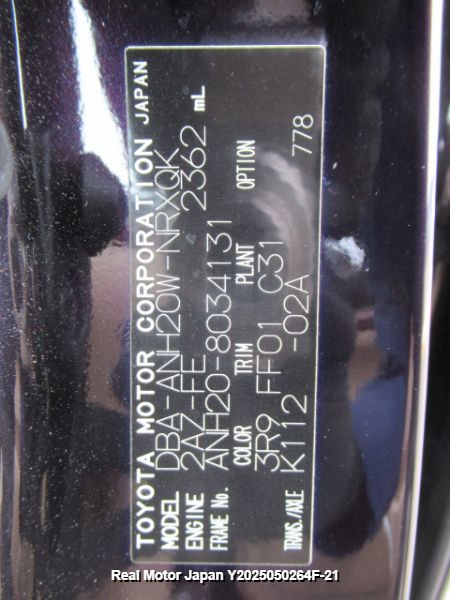 TOYOTA MOTOR CORPORATION JAPAN
MODEL DBA-ANH20W-NRXQK
ENGINE 2AZ-FE 2362 mL
FRAME No. ANH20-8034131
COLOR TRIM PLANT OPTION
3R9 FF01 C31
TRANS./AXLE K112 -02A 778
Real Motor Japan Y2025050264F-21